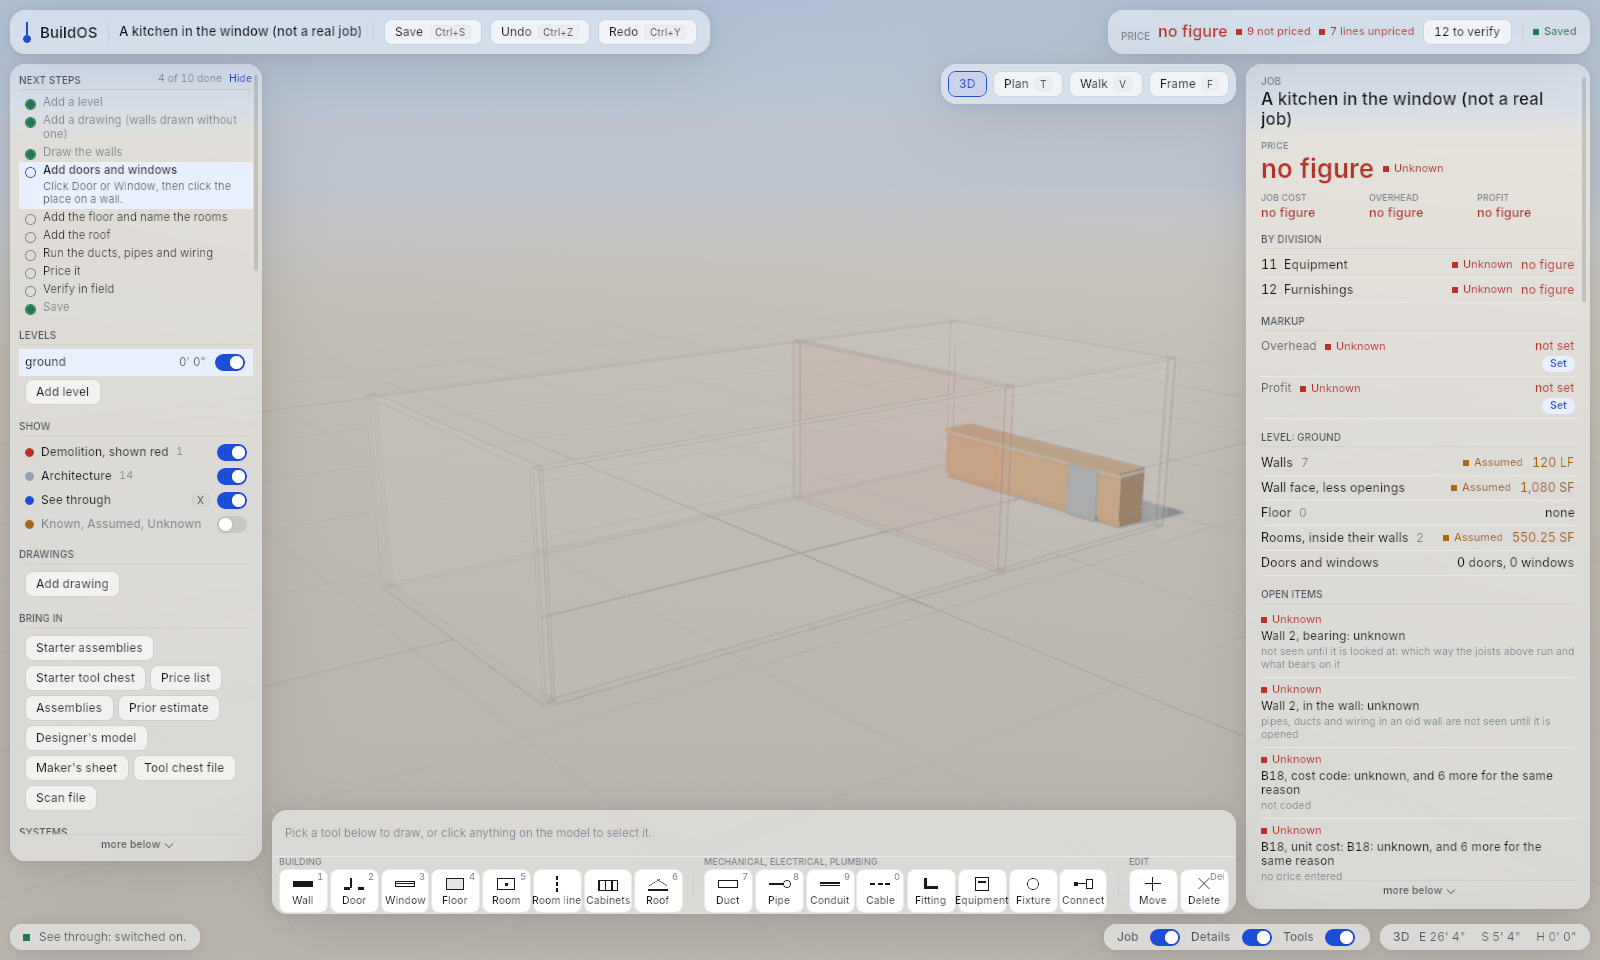 BuildOS
A kitchen in the window (not a real job)
Save Ctrl+S
Undo Ctrl+Z
Redo Ctrl+Y
PRICE no figure 9 not priced 7 lines unpriced 12 to verify Saved
NEXT STEPS 4 of 10 done Hide
Add a level
Add a drawing (walls drawn without
one)
Draw the walls
Add doors and windows
Click Door or Window, then click the
place on a wall.
Add the floor and name the rooms
Add the roof
Run the ducts, pipes and wiring
Price it
Verify in field
Save
LEVELS
ground 0' 0"
Add level
SHOW
Demolition, shown red 1
Architecture 14
See through X
Known, Assumed, Unknown
DRAWINGS
Add drawing
BRING IN
Starter assemblies
Starter tool chest Price list
Assemblies Prior estimate
Designer's model
Maker's sheet Tool chest file
Scan file
SYSTEMS
more below
See through: switched on.
3D Plan T Walk V Frame F
Pick a tool below to draw, or click anything on the model to select it.
BUILDING
Wall 1
Door 2
Window 3
Floor 4
Room 5
Room line
Cabinets
Roof 6
MECHANICAL, ELECTRICAL, PLUMBING
Duct 7
Pipe 8
Conduit 9
Cable 0
Fitting
Equipment
Fixture
Connect
EDIT
Move
Delete Del
JOB
A kitchen in the window (not a real
job)
PRICE
no figure Unknown
JOB COST OVERHEAD PROFIT
no figure no figure no figure
BY DIVISION
11 Equipment Unknown no figure
12 Furnishings Unknown no figure
MARKUP
Overhead Unknown not set
Set
Profit Unknown not set
Set
LEVEL: GROUND
Walls 7 Assumed 120 LF
Wall face, less openings Assumed 1,080 SF
Floor 0 none
Rooms, inside their walls 2 Assumed 550.25 SF
Doors and windows 0 doors, 0 windows
OPEN ITEMS
Unknown
Wall 2, bearing: unknown
not seen until it is looked at: which way the joists above run and
what bears on it
Unknown
Wall 2, in the wall: unknown
pipes, ducts and wiring in an old wall are not seen until it is
opened
Unknown
B18, cost code: unknown, and 6 more for the same
reason
not coded
Unknown
B18, unit cost: B18: unknown, and 6 more for the
same reason
no price entered
more below
Job Details Tools
3D E 26' 4" S 5' 4" H 0' 0"